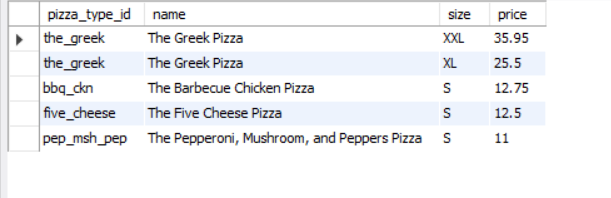 pizza_type_id name size price
the_greek The Greek Pizza XXL 35.95
the_greek The Greek Pizza XL 25.5
bbq_ckn The Barbecue Chicken Pizza S 12.75
five_cheese The Five Cheese Pizza S 12.5
pep_msh_pep The Pepperoni, Mushroom, and Peppers Pizza S 11